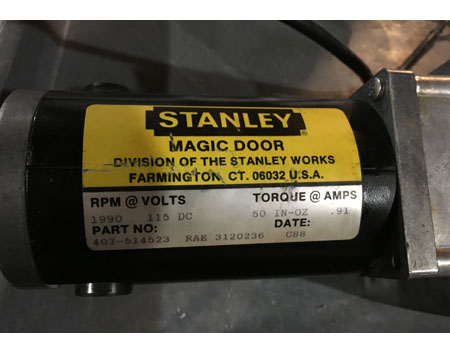 STANLEY
MAGIC DOOR
DIVISION OF THE STANLEY WORKS
FARMINGTON, CT. 06032 U.S.A.
RPM @ VOLTS TORQUE @ AMPS
1990 115 DC 50 IN-OZ .91
PART NO: DATE:
407-514523 RAE 3120236 C88